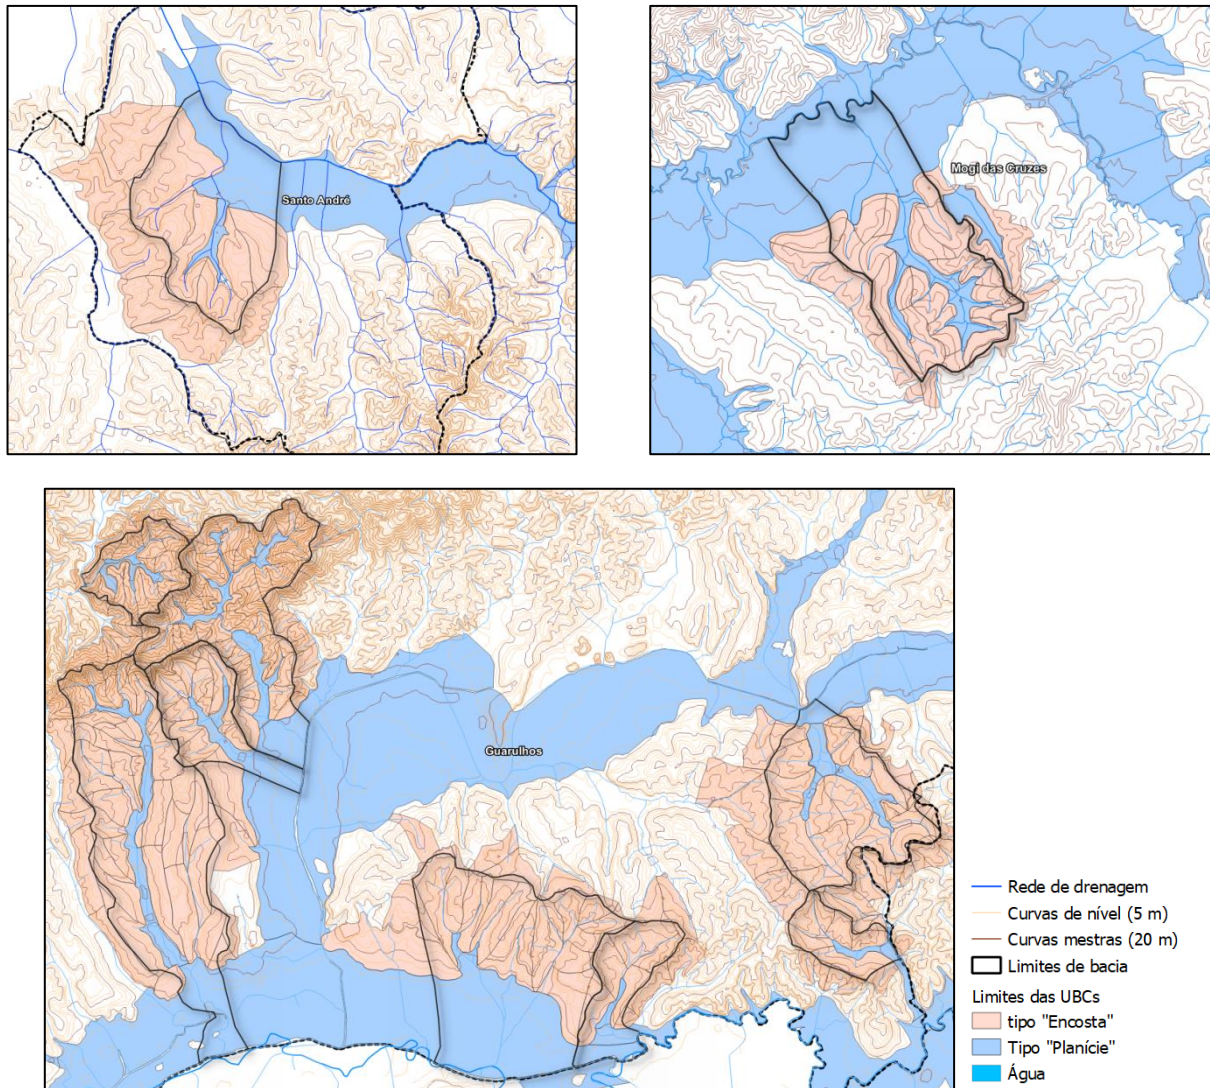 Santo André
Mogi das Cruzes
Guarulhos
Rede de drenagem
Curvas de nível (5 m)
Curvas mestras (20 m)
Limites de bacia
Limites das UBCs
tipo "Encosta"
Tipo "Planície"
Água